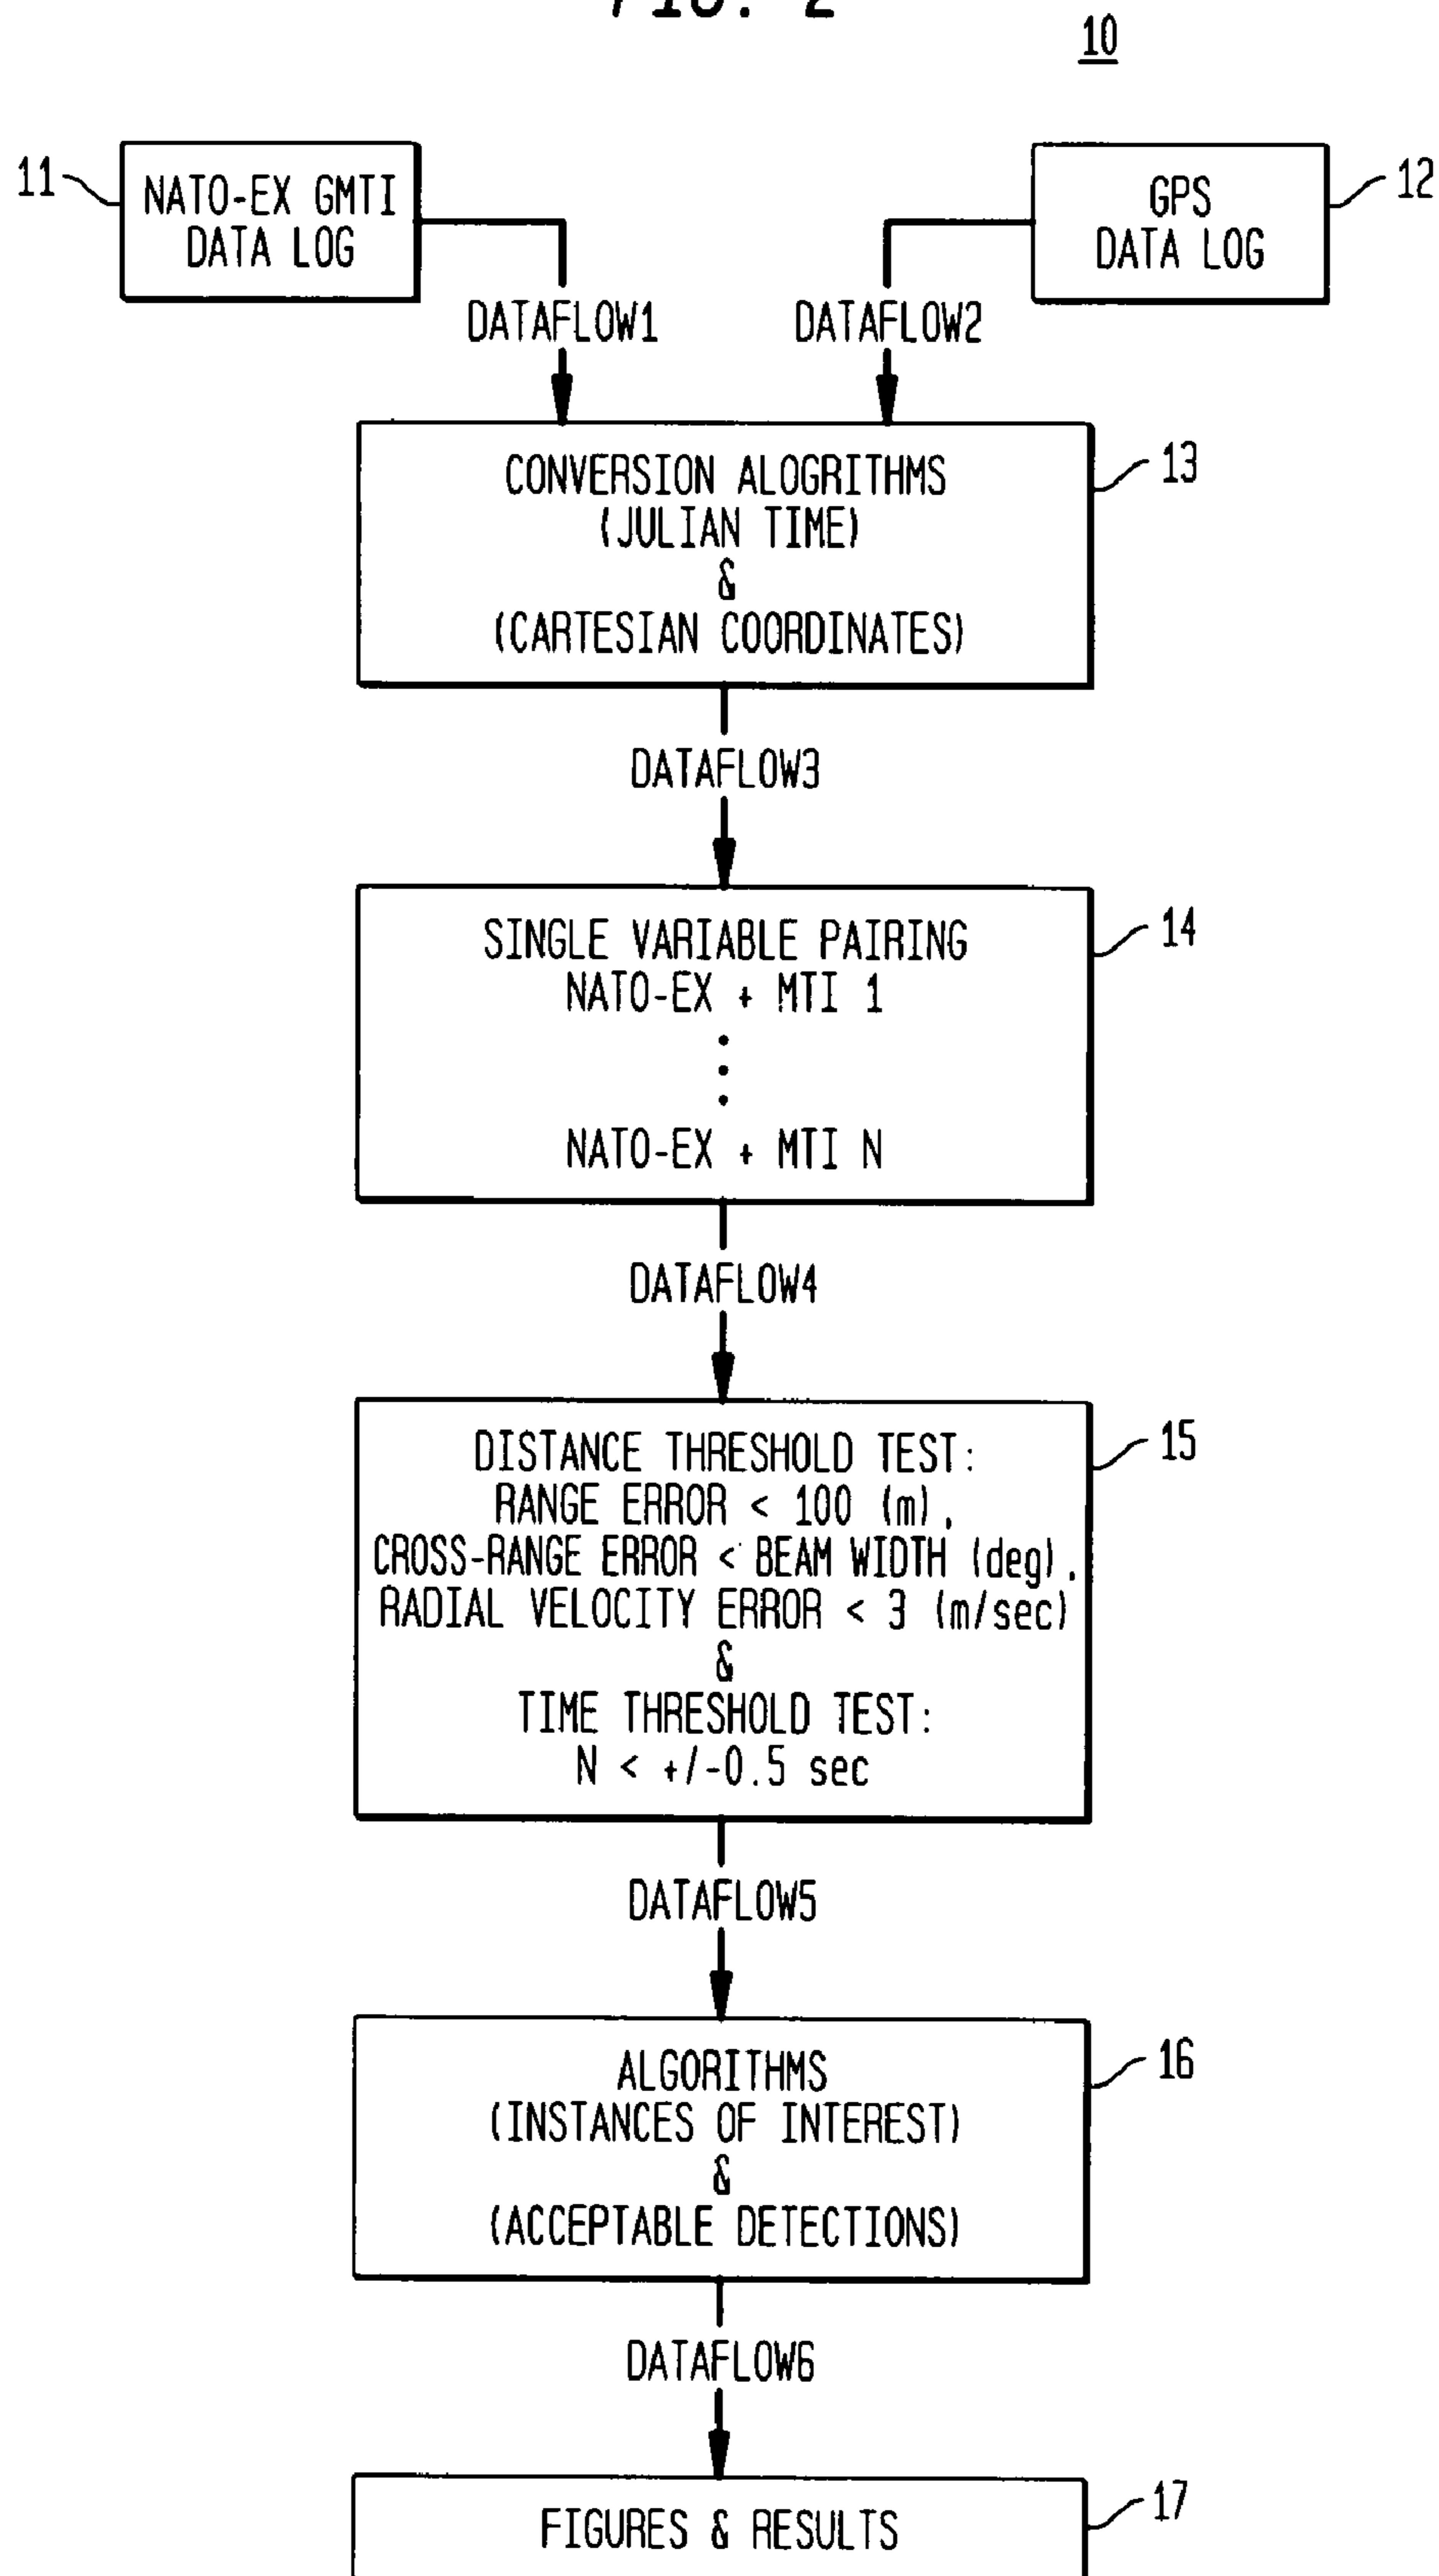 FIG. 2
10
11
NATO-EX GMTI
DATA LOG
GPS
DATA LOG
12
DATAFLOW1
DATAFLOW2
CONVERSION ALOGRITHMS
(JULIAN TIME)
&
(CARTESIAN COORDINATES)
13
DATAFLOW3
SINGLE VARIABLE PAIRING
NATO-EX + MTI 1
NATO-EX + MTI N
14
DATAFLOW4
DISTANCE THRESHOLD TEST:
RANGE ERROR < 100 (m),
CROSS-RANGE ERROR < BEAM WIDTH (deg),
RADIAL VELOCITY ERROR < 3 (m/sec)
&
TIME THRESHOLD TEST:
N < +/-0.5 sec
15
DATAFLOW5
ALGORITHMS
(INSTANCES OF INTEREST)
&
(ACCEPTABLE DETECTIONS)
16
DATAFLOW6
FIGURES & RESULTS
17